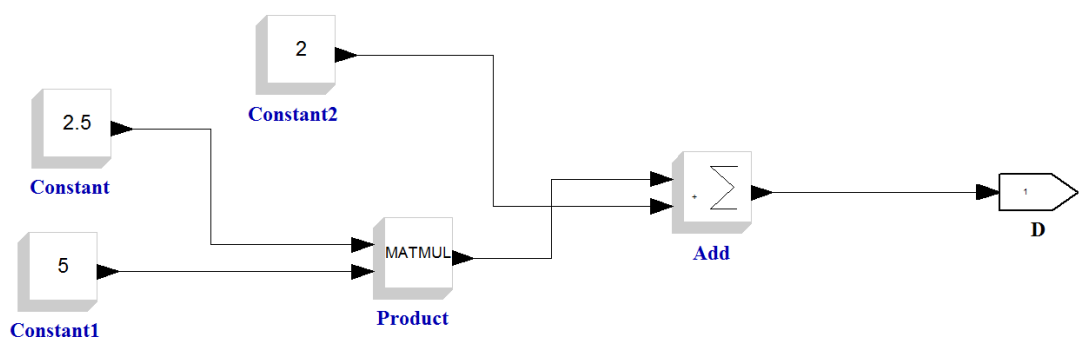 2
Constant2
2.5
Constant
5
Constant1
MATMUL
Product
+ ∑
Add
1
D